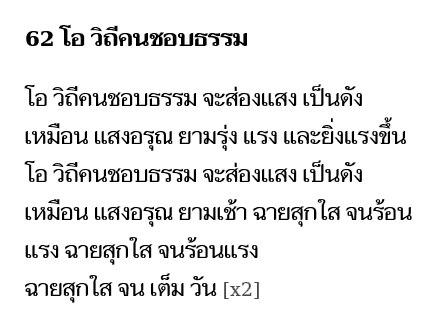 62 โอ วิถีคนชอบธรรม
โอ วิถีคนชอบธรรม จะส่องแสง เป็นดัง
เหมือน แสงอรุณ ยามรุ่ง แรง และยิ่งแรงขึ้น
โอ วิถีคนชอบธรรม จะส่องแสง เป็นดัง
เหมือน แสงอรุณ ยามเช้า ฉายสุกใส จนร้อน
แรง ฉายสุกใส จนร้อนแรง
ฉายสุกใส จน เต็ม วัน [x2]